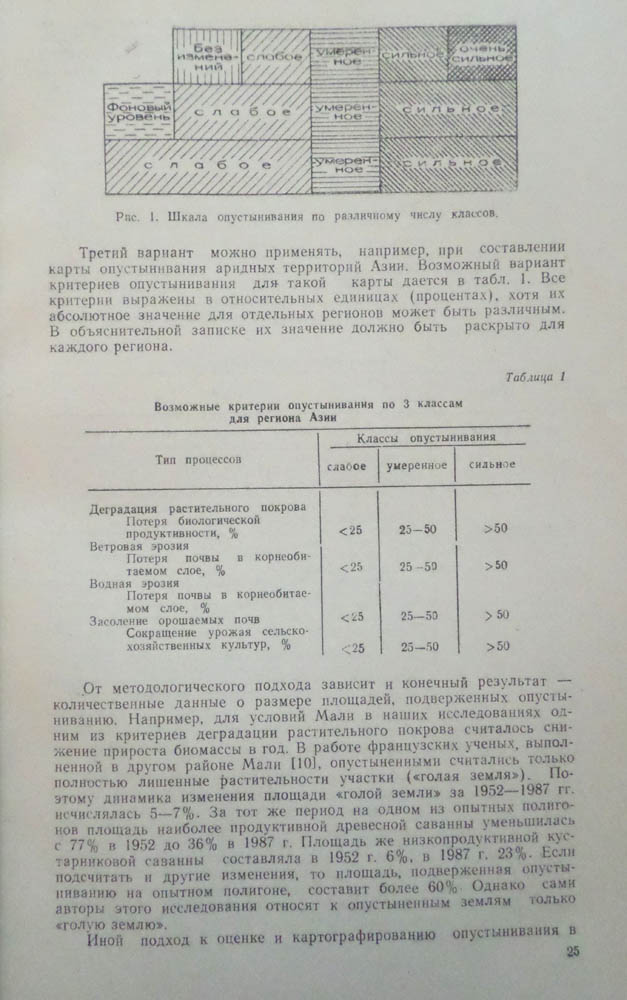 Без
измене-
ний
слабое
умерен-
ное
сильное
очень
сильное
Фоновый
уровень
слабое
умерен-
ное
сильное
слабое
умерен-
ное
сильное
Рис. 1. Шкала опустынивания по различному числу классов.
Третий вариант можно применять, например, при составлении
карты опустынивания аридных территорий Азии. Возможный вариант
критериев опустынивания для такой карты дается в табл. 1. Все
критерии выражены в относительных единицах (процентах), хотя их
абсолютное значение для отдельных регионов может быть различным.
В объяснительной записке их значение должно быть раскрыто для
каждого региона.
Таблица 1
Возможные критерии опустынивания по 3 классам
для региона Азии
Тип процессов
Классы опустынивания
слабое умеренное сильное
Деградация растительного покрова
Потеря биологической
продуктивности, % <25 25—50 >50
Ветровая эрозия
Потеря почвы в корнеоби-
таемом слое, % <25 25—50 >50
Водная эрозия
Потеря почвы в корнеобитае-
мом слое, % <25 25—50 >50
Засоление орошаемых почв
Сокращение урожая сельско-
хозяйственных культур, % <25 25—50 >50
От методологического подхода зависит и конечный результат —
количественные данные о размере площадей, подверженных опусты-
ниванию. Например, для условий Мали в наших исследованиях од-
ним из критериев деградации растительного покрова считалось сни-
жение прироста биомассы в год. В работе французских ученых, выпол-
ненной в другом районе Мали [10], опустыненными считались только
полностью лишенные растительности участки («голая земля»). По-
этому динамика изменения площади «голой земли» за 1952—1987 гг.
исчислялась 5—7%. За тот же период на одном из опытных полиго-
нов площадь наиболее продуктивной древесной саванны уменьшилась
с 77% в 1952 до 36% в 1987 г. Площадь же низкопродуктивной кус-
тарниковой саванны составляла в 1952 г. 6%, в 1987 г. 23%. Если
подсчитать и другие изменения, то площадь, подверженная опусты-
ниванию на опытном полигоне, составит более 60%. Однако сами
авторы этого исследования относят к опустыненным землям только
«голую землю».
Иной подход к оценке и картографированию опустынивания в
25